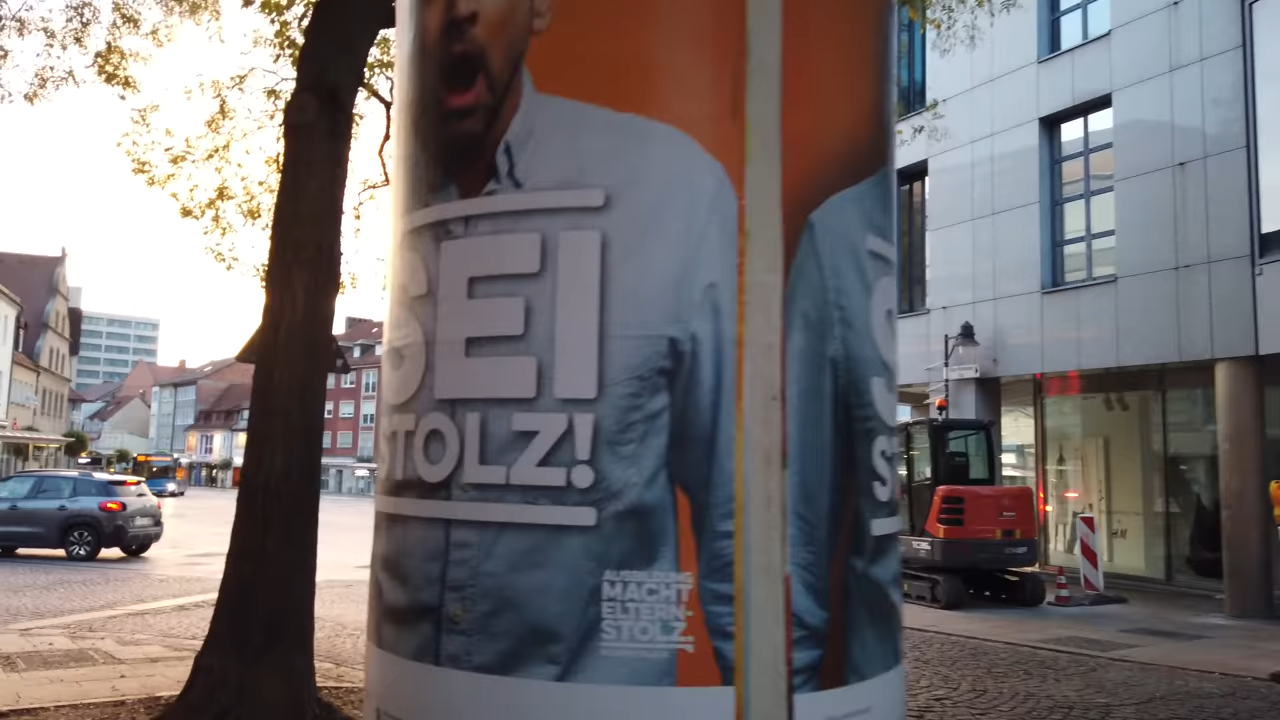 SEI
STOLZ!
AUSBILDUNG
MACHT
ELTERN-
STOLZ